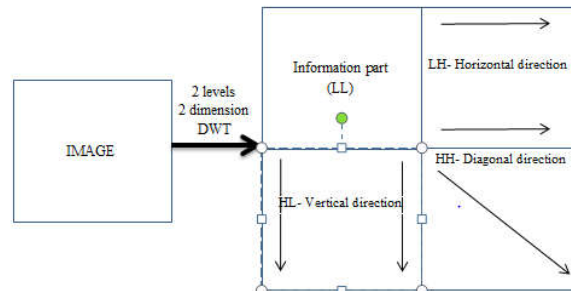 IMAGE
2 levels
2 dimension
DWT
Information part
(LL)
LH- Horizontal direction
HL- Vertical direction
HH- Diagonal direction